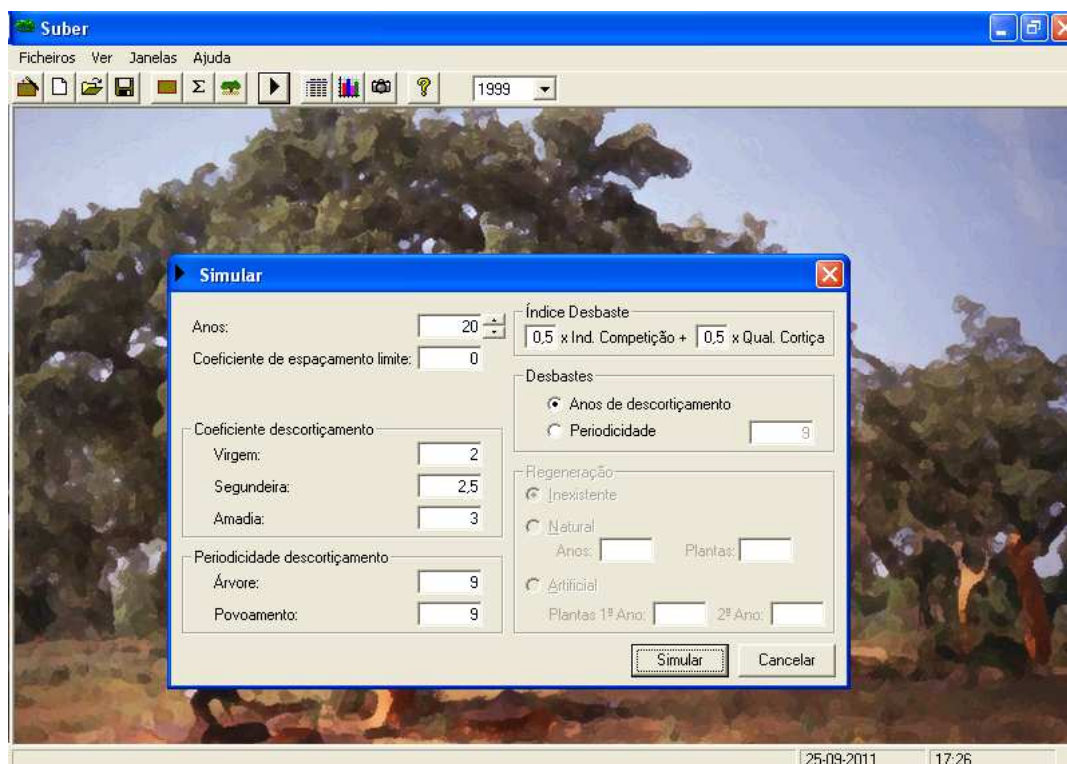 Suber
Ficheiros Ver Janelas Ajuda
Σ ? 1999
Simular
Anos: 20
Coeficiente de espaçamento limite: 0
Coeficiente descortiçamento
Virgem: 2
Segundeira: 2,5
Amadia: 3
Periodicidade descortiçamento
Árvore: 9
Povoamento: 9
Índice Desbaste
0,5 x Ind. Competição + 0,5 x Qual. Cortiça
Desbastes
Anos de descortiçamento
Periodicidade 9
Regeneração
Inexistente
Natural
Anos: Plantas:
Artificial
Plantas 1º Ano: 2º Ano:
Simular Cancelar
25-09-2011 17:26